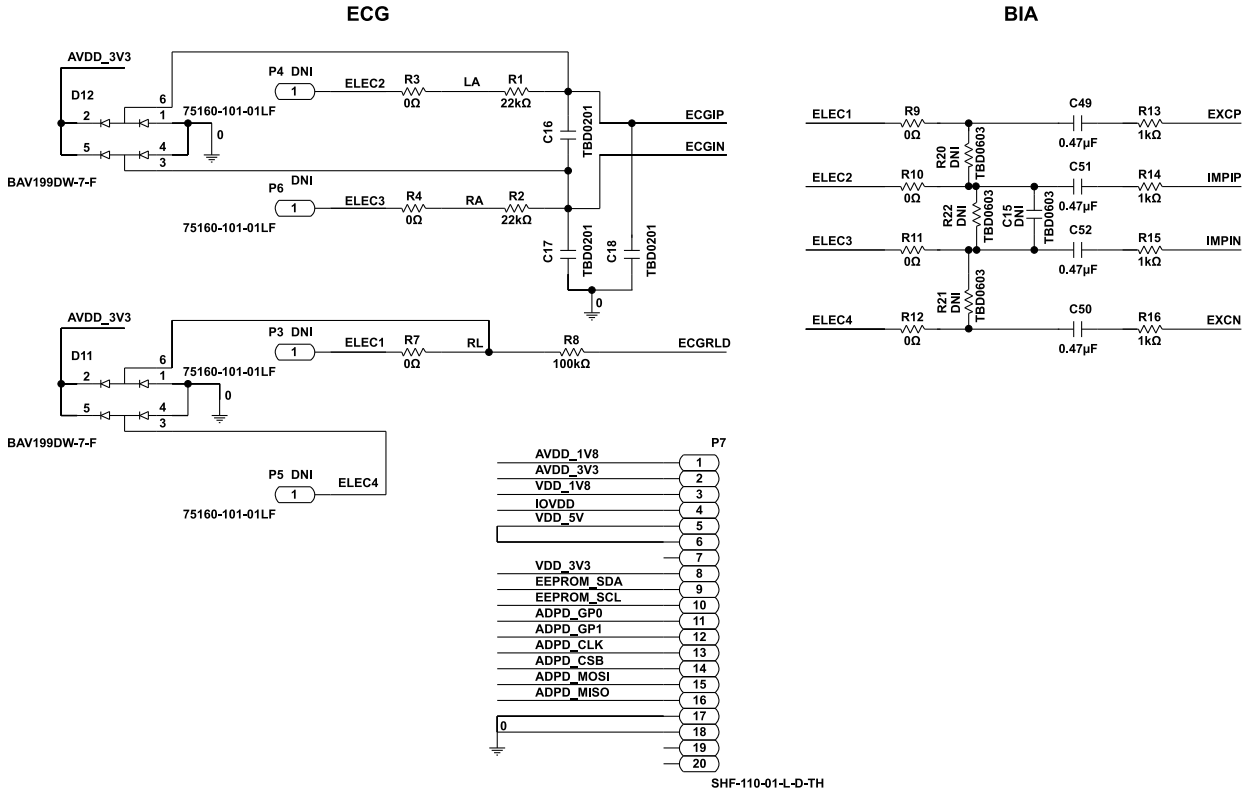 ECG
BIA
AVDD_3V3
D12
6
75160-101-01LF
2
1
0
5
4
3
BAV199DW-7-F
P4 DNI
1
ELEC2
R3
0Ω
LA
R1
22kΩ
C16
TBD0201
ECGIP
ECGIN
P6
DNI
1
ELEC3
R4
0Ω
RA
R2
22kΩ
75160-101-01LF
C17
TBD0201
C18
TBD0201
0
AVDD_3V3
D11
6
75160-101-01LF
2
1
0
5
4
3
BAV199DW-7-F
P3 DNI
1
ELEC1
R7
0Ω
RL
R8
100kΩ
ECGRLD
P5 DNI
1
ELEC4
75160-101-01LF
ELEC1
R9
0Ω
C49
0.47µF
R13
1kΩ
EXCP
R20
DNI
TBD0603
ELEC2
R10
0Ω
C51
0.47µF
R14
1kΩ
IMPIP
R22
DNI
TBD0603
C15
DNI
TBD0603
ELEC3
R11
0Ω
C52
0.47µF
R15
1kΩ
IMPIN
R21
DNI
TBD0603
ELEC4
R12
0Ω
C50
0.47µF
R16
1kΩ
EXCN
P7
AVDD_1V8
1
AVDD_3V3
2
VDD_1V8
3
IOVDD
4
VDD_5V
5
6
7
VDD_3V3
8
EEPROM_SDA
9
EEPROM_SCL
10
ADPD_GP0
11
ADPD_GP1
12
ADPD_CLK
13
ADPD_CSB
14
ADPD_MOSI
15
ADPD_MISO
16
17
0
18
19
20
SHF-110-01-L-D-TH